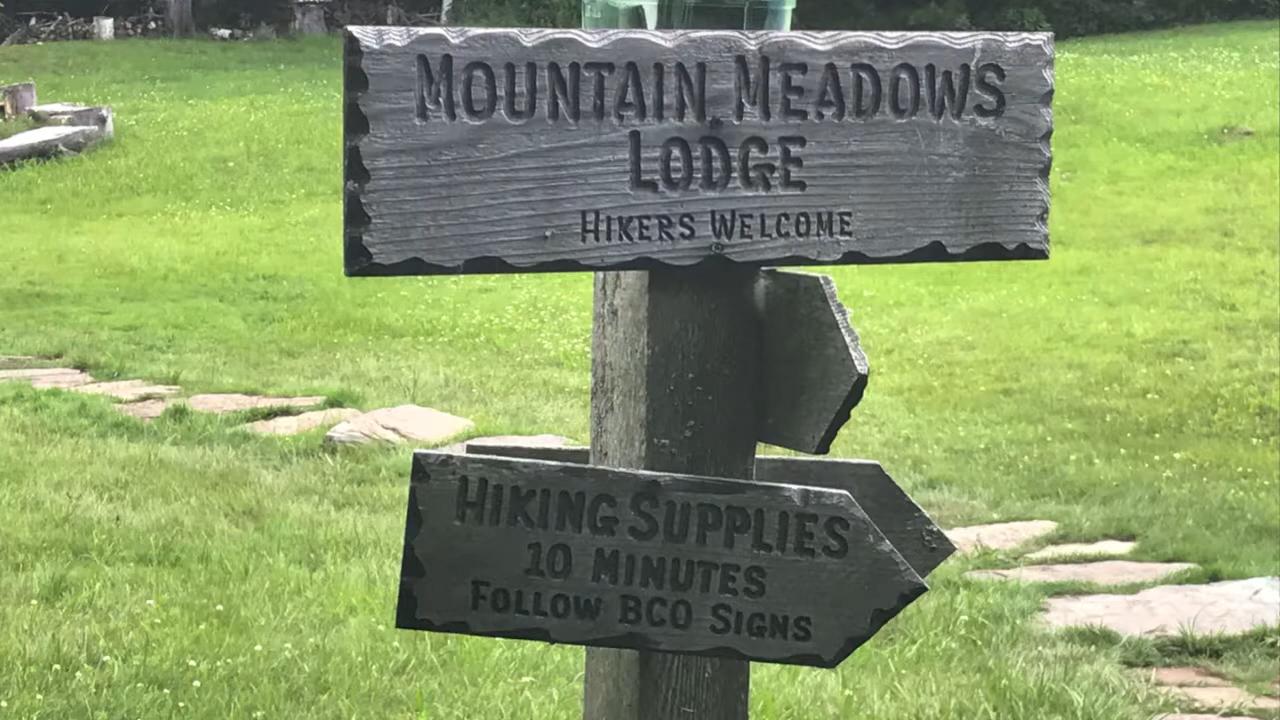 MOUNTAIN MEADOWS
LODGE
HIKERS WELCOME
HIKING SUPPLIES
10 MINUTES
FOLLOW BCO SIGNS